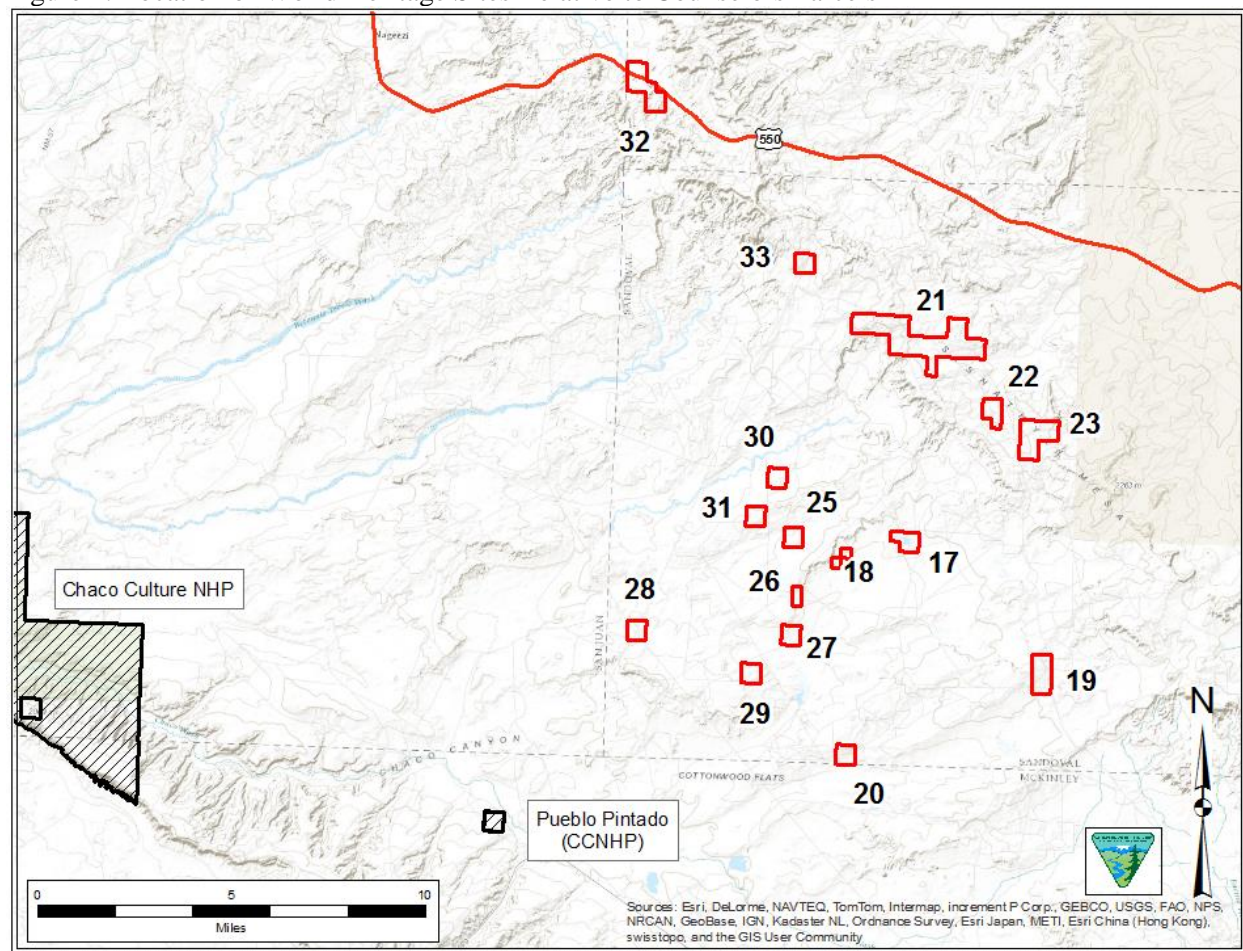 Nageezi
32
550
SANDOVAL
33
21
22
23
30
31
25
17
18
26
28
27
29
19
Chaco Culture NHP
SAN JUAN
CHACO CANYON
20
COTTONWOOD FLATS
SANDOVAL
MCKINLEY
N
Pueblo Pintado
(CCNHP)
0 5 10
Miles
Sources: Esri, DeLorme, NAVTEQ, TomTom, Intermap, increment P Corp., GEBCO, USGS, FAO, NPS,
NRCAN, GeoBase, IGN, Kadaster NL, Ordnance Survey, Esri Japan, METI, Esri China (Hong Kong),
swisstopo, and the GIS User Community